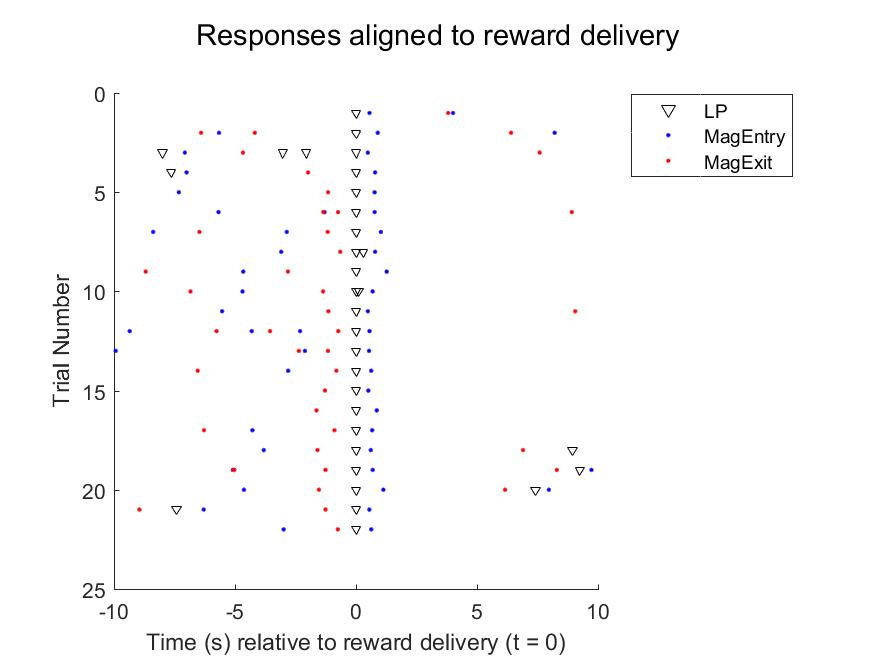 Responses aligned to reward delivery
LP
MagEntry
MagExit
0
5
10
15
20
25
Trial Number
-10 -5 0 5 10
Time (s) relative to reward delivery (t = 0)